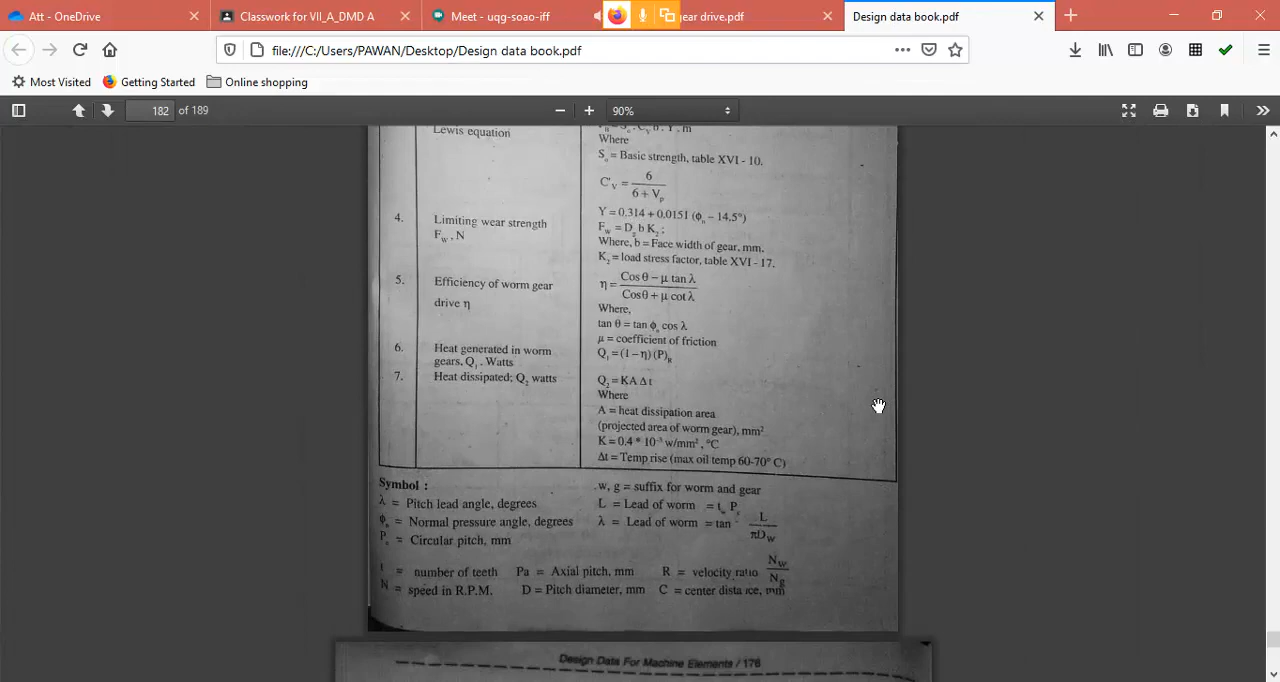 Att - OneDrive
Classwork for VII_A_DMD A
Meet - uqg-soao-iff
gear drive.pdf
Design data book.pdf
file:///C:/Users/PAWAN/Desktop/Design data book.pdf
Most Visited
Getting Started
Online shopping
182 of 189
90%
Lewis equation
Where
Sₒ = Basic strength, table XVI - 10.
C'ᵥ = 6 / (6 + Vₚ)
Y = 0.314 + 0.0151 (ϕₙ − 14.5°)
4. Limiting wear strength F_w, N
F_w = D_g b K₂;
Where, b = Face width of gear, mm.
K₂ = load stress factor, table XVI - 17.
5. Efficiency of worm gear drive η
η = (Cosθ − μ tan λ) / (Cosθ + μ cot λ)
Where,
tan θ = tan ϕₙ cos λ
μ = coefficient of friction
6. Heat generated in worm gears, Q₁, Watts
Q₁ = (1 − η) (P)_R
7. Heat dissipated; Q₂ watts
Q₂ = KA Δt
Where
A = heat dissipation area
(projected area of worm gear), mm²
K = 0.4 * 10⁻³ w/mm², °C
Δt = Temp rise (max oil temp 60-70° C)
Symbol :
w, g = suffix for worm and gear
λ = Pitch lead angle, degrees
L = Lead of worm = t_w P
ϕₙ = Normal pressure angle, degrees
λ = Lead of worm = tan⁻ L / πD_w
P_c = Circular pitch, mm
t = number of teeth Pa = Axial pitch, mm R = velocity ratio N_w / N_g
N = speed in R.P.M. D = Pitch diameter, mm C = center distance, mm
Design Data For Machine Elements / 176